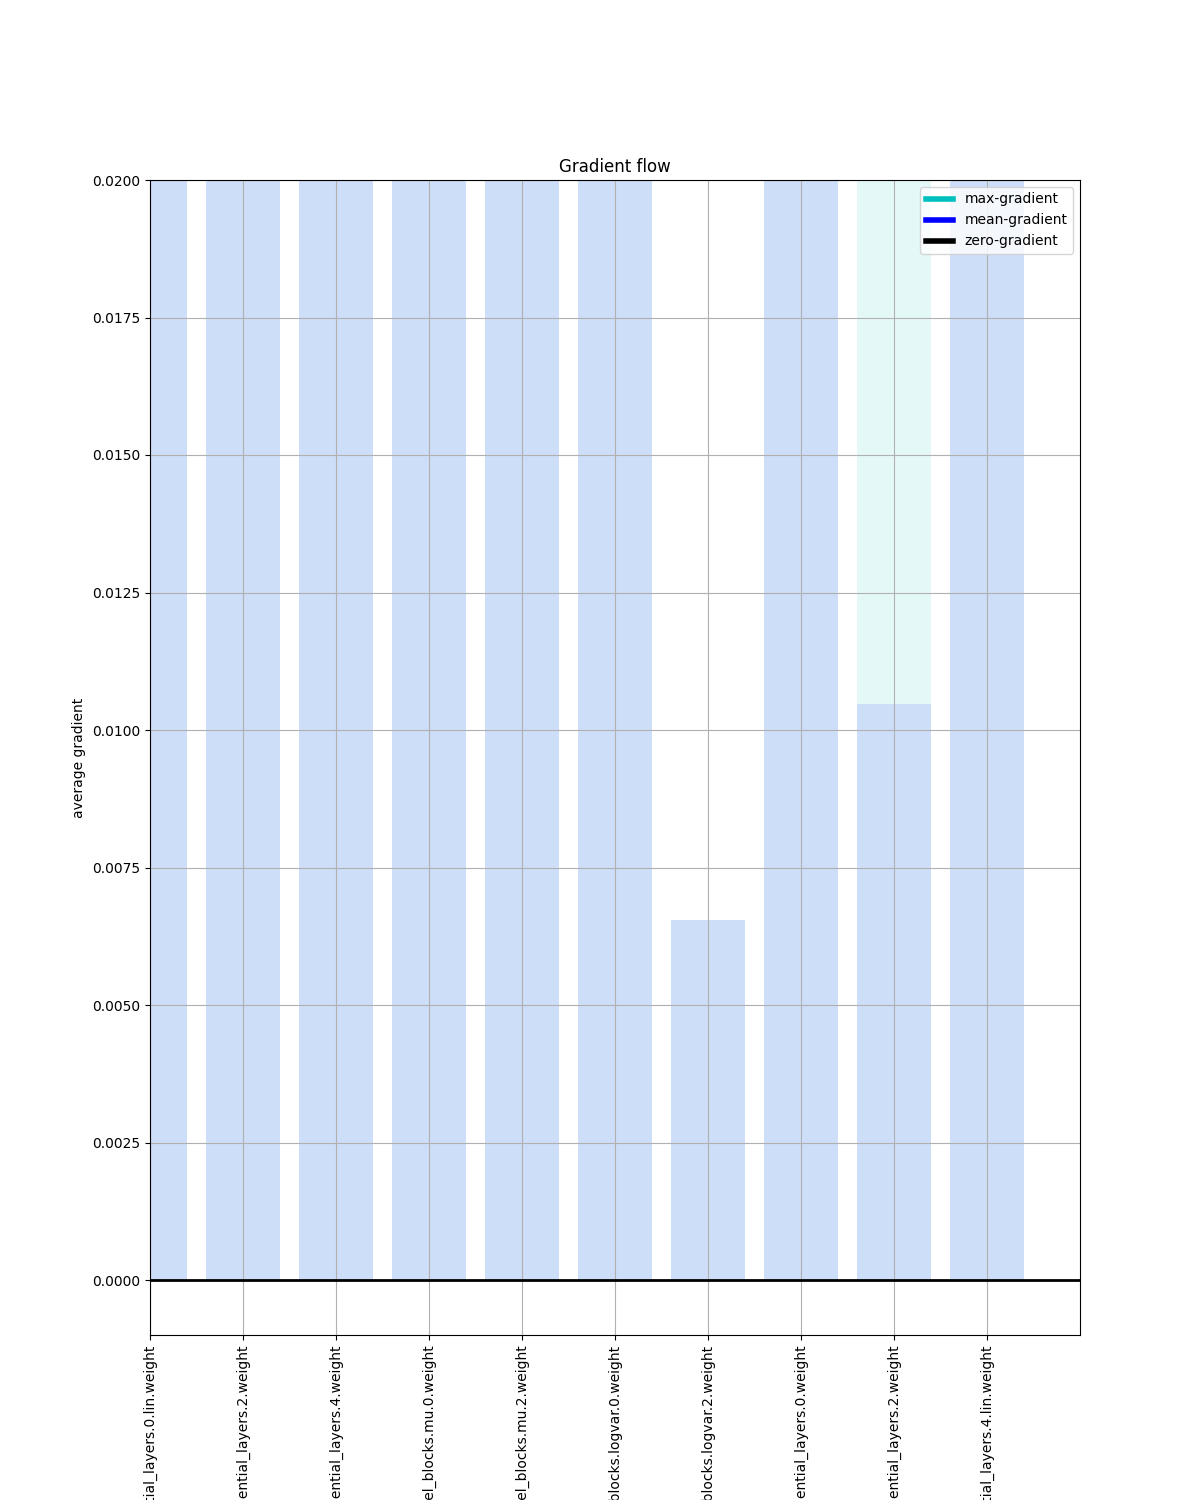 Gradient flow
max-gradient
mean-gradient
zero-gradient
0.0200
0.0175
0.0150
0.0125
0.0100
0.0075
0.0050
0.0025
0.0000
average gradient
tial_layers.0.lin.weight
ential_layers.2.weight
ential_layers.4.weight
el_blocks.mu.0.weight
el_blocks.mu.2.weight
blocks.logvar.0.weight
blocks.logvar.2.weight
ential_layers.0.weight
ential_layers.2.weight
tial_layers.4.lin.weight